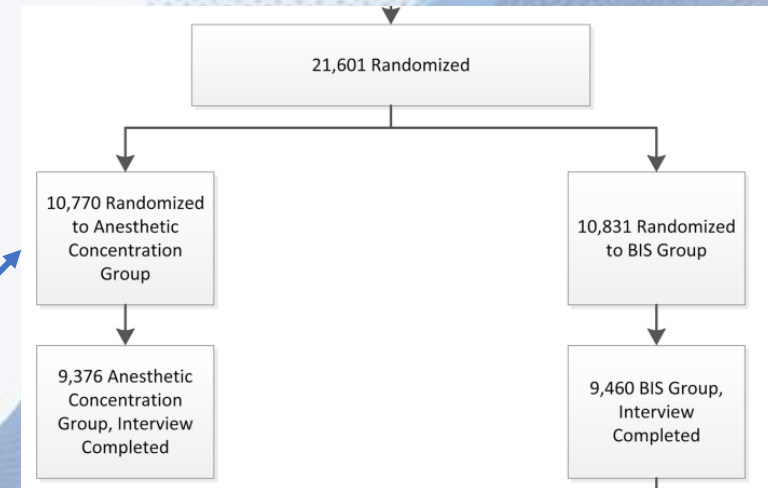 21,601 Randomized
10,770 Randomized
to Anesthetic
Concentration
Group
10,831 Randomized
to BIS Group
9,376 Anesthetic
Concentration
Group, Interview
Completed
9,460 BIS Group,
Interview
Completed